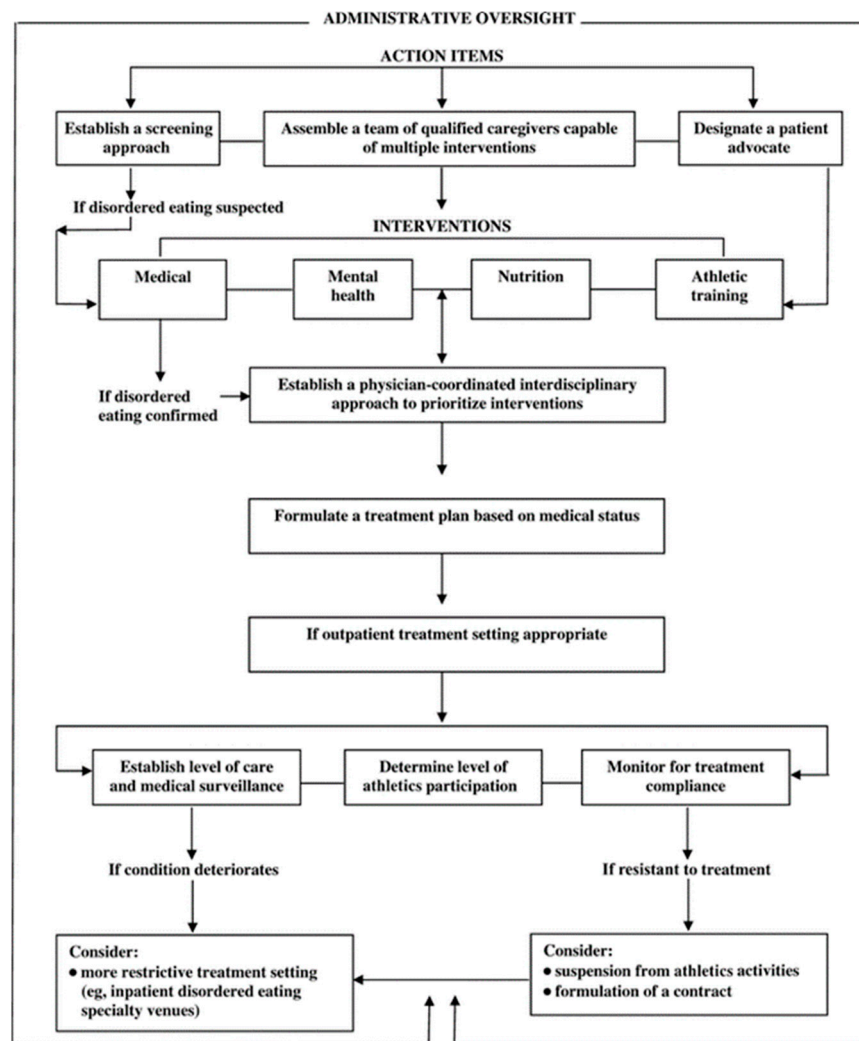 ADMINISTRATIVE OVERSIGHT
ACTION ITEMS
Establish a screening
approach
Assemble a team of qualified caregivers capable
of multiple interventions
Designate a patient
advocate
If disordered eating suspected
INTERVENTIONS
Medical
Mental
health
Nutrition
Athletic
training
If disordered
eating confirmed
Establish a physician-coordinated interdisciplinary
approach to prioritize interventions
Formulate a treatment plan based on medical status
If outpatient treatment setting appropriate
Establish level of care
and medical surveillance
Determine level of
athletics participation
Monitor for treatment
compliance
If condition deteriorates
If resistant to treatment
Consider:
• more restrictive treatment setting
(eg, inpatient disordered eating
specialty venues)
Consider:
• suspension from athletics activities
• formulation of a contract